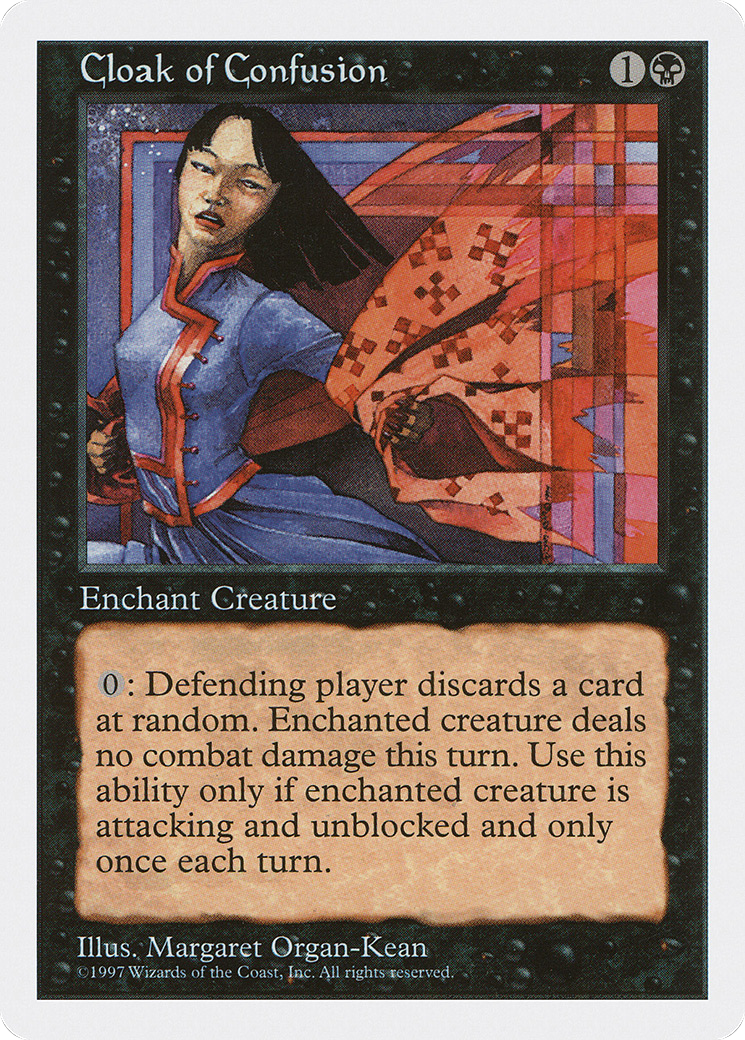 Cloak of Confusion 1
Enchant Creature
0: Defending player discards a card
at random. Enchanted creature deals
no combat damage this turn. Use this
ability only if enchanted creature is
attacking and unblocked and only
once each turn.
Illus. Margaret Organ-Kean
©1997 Wizards of the Coast, Inc. All rights reserved.